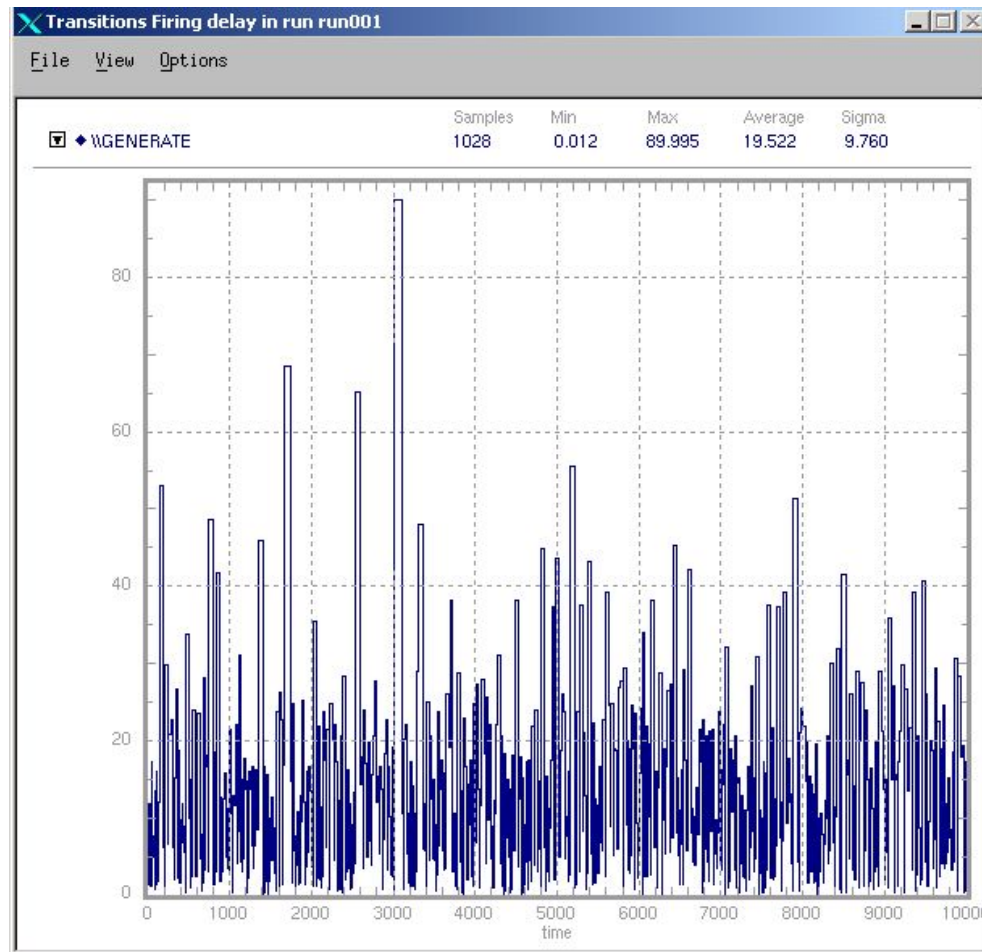 Transitions Firing delay in run run001
File View Options
Samples Min Max Average Sigma
\\GENERATE 1028 0.012 89.995 19.522 9.760
80
60
40
20
0
0 1000 2000 3000 4000 5000 6000 7000 8000 9000 10000
time